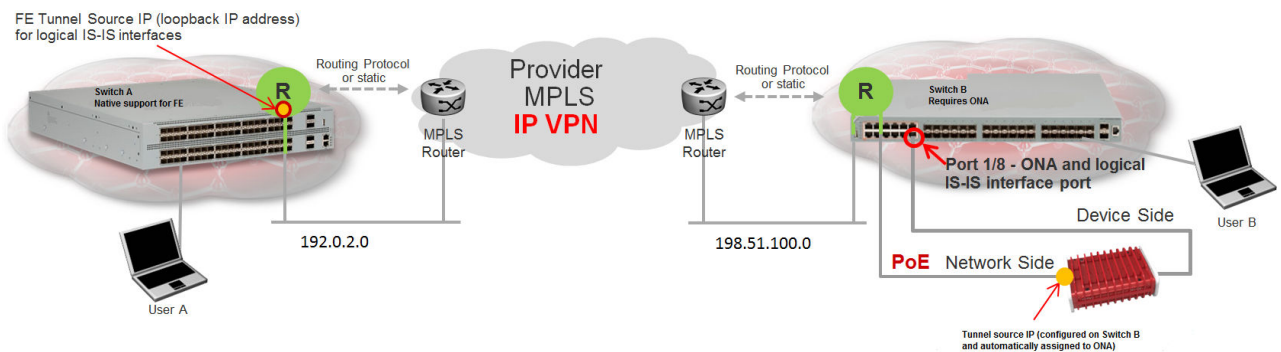 FE Tunnel Source IP (loopback IP address)
for logical IS-IS interfaces
Switch A
Native support for FE
R
Routing Protocol
or static
MPLS
Router
Provider
MPLS
IP VPN
Routing Protocol
or static
MPLS
Router
R
Switch B
Requires ONA
Port 1/8 - ONA and logical
IS-IS interface port
Device Side
User B
192.0.2.0
198.51.100.0
PoE Network Side
User A
Tunnel source IP (configured on Switch B
and automatically assigned to ONA)